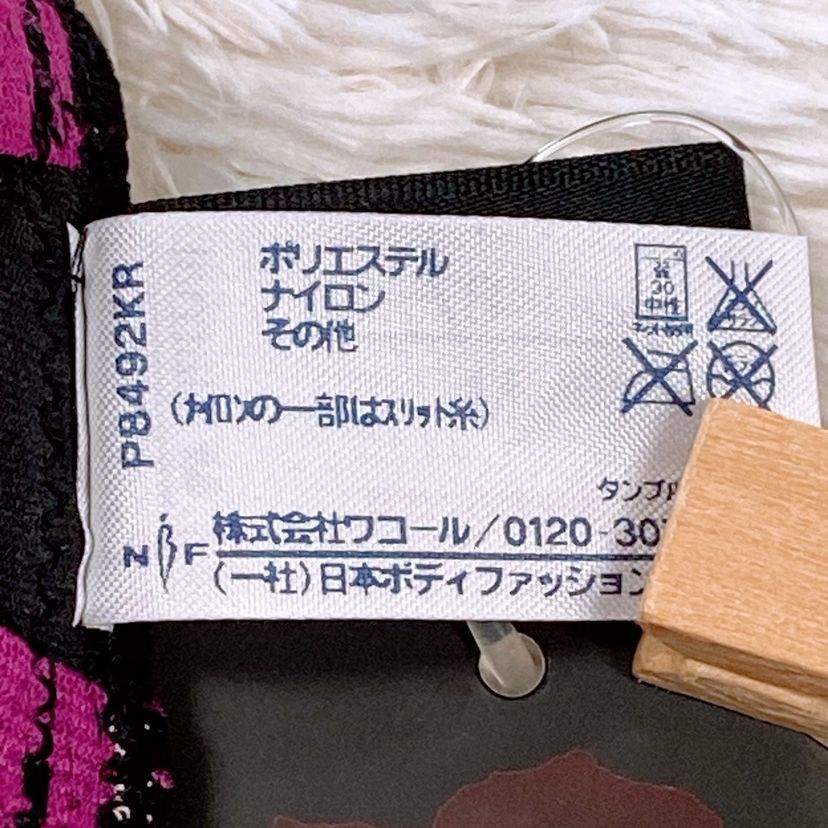 P8492KR
ポリエステル
ナイロン
その他
(ナイロンの一部はスリット糸)
30
中性
タンブ
株式会社ワコール/0120-30
(一社)日本ボディファッション
N F